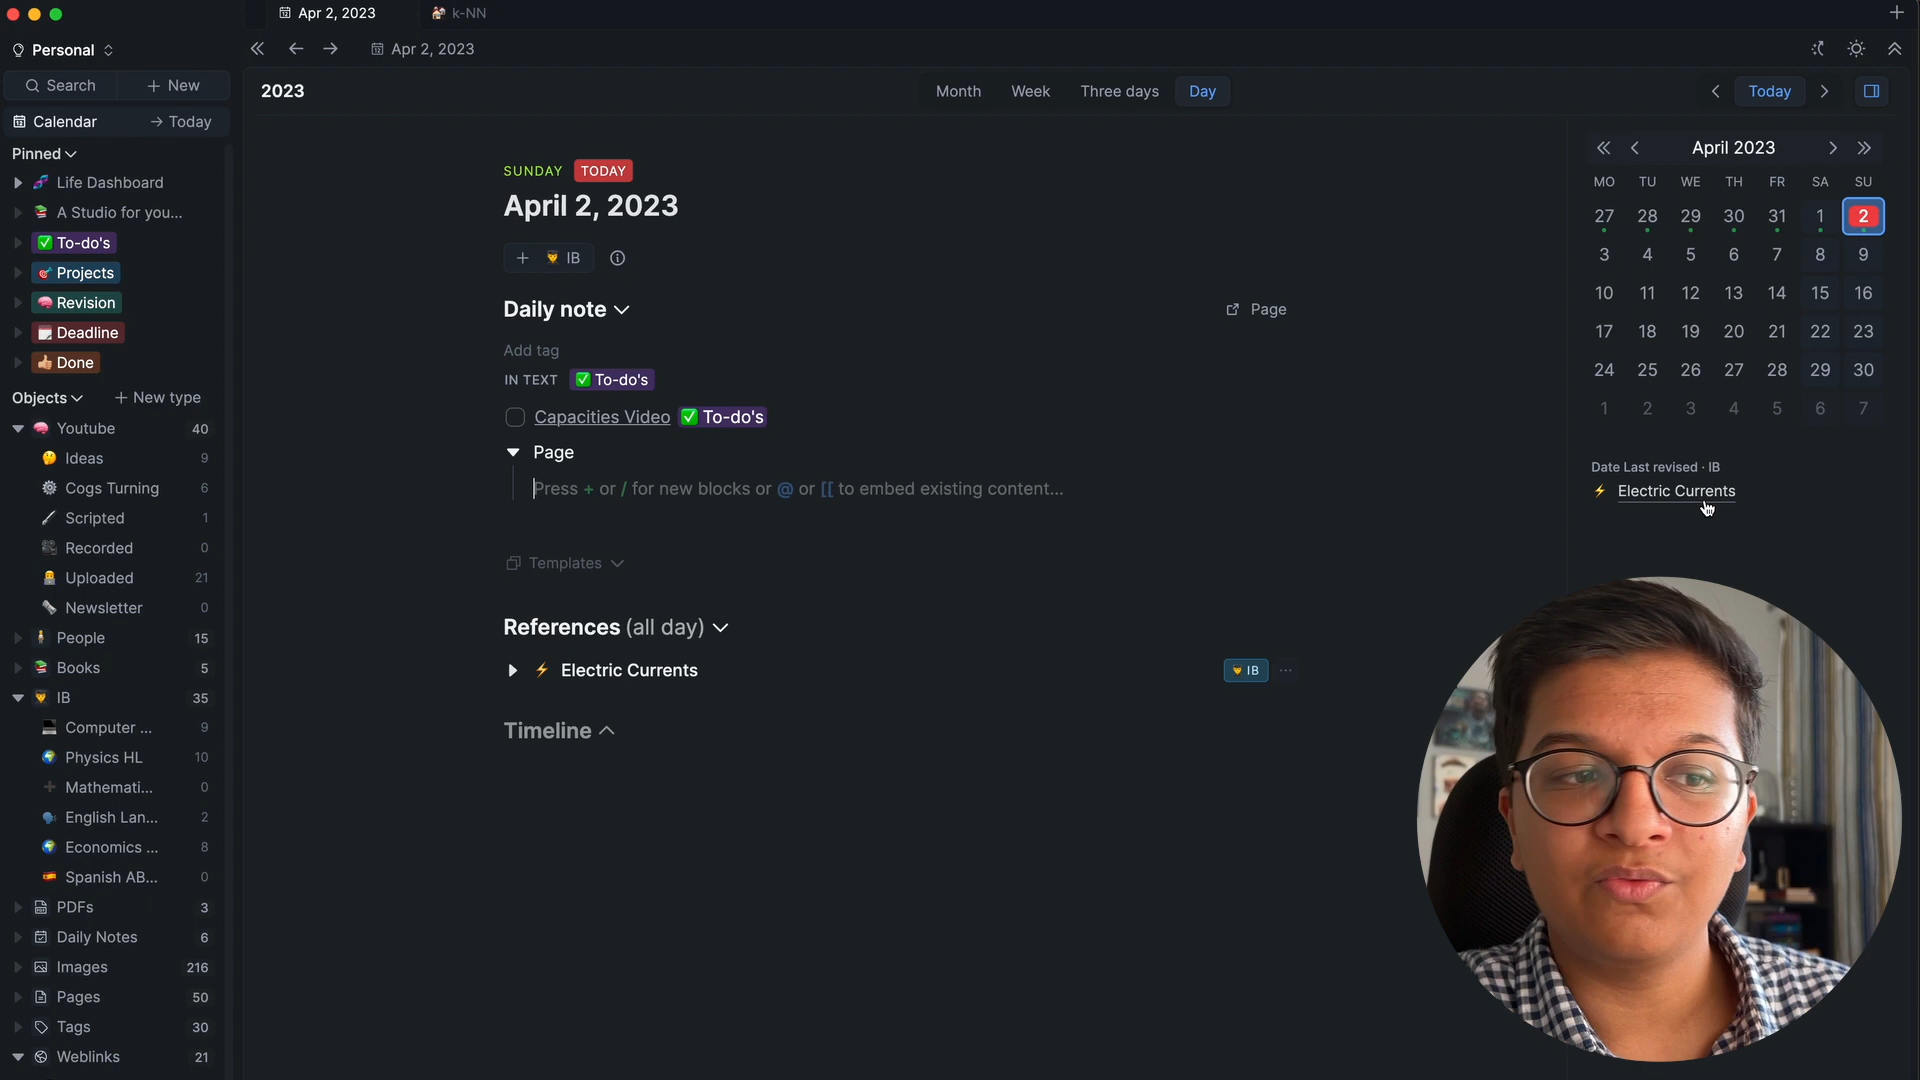 Apr 2, 2023
k-NN
Personal
Apr 2, 2023
Search
New
2023
Month
Week
Three days
Day
Today
Calendar
Today
Pinned
Life Dashboard
A Studio for you...
To-do's
Projects
Revision
Deadline
Done
Objects
New type
Youtube 40
Ideas 9
Cogs Turning 6
Scripted 1
Recorded 0
Uploaded 21
Newsletter 0
People 15
Books 5
IB 35
Computer ... 9
Physics HL 10
Mathemati... 0
English Lan... 2
Economics ... 8
Spanish AB... 0
PDFs 3
Daily Notes 6
Images 216
Pages 50
Tags 30
Weblinks 21
SUNDAY TODAY
April 2, 2023
IB
Daily note
Page
Add tag
IN TEXT To-do's
Capacities Video To-do's
Page
Press + or / for new blocks or @ or [[ to embed existing content...
Templates
References (all day)
Electric Currents
IB
Timeline
April 2023
MO TU WE TH FR SA SU
27 28 29 30 31 1 2
3 4 5 6 7 8 9
10 11 12 13 14 15 16
17 18 19 20 21 22 23
24 25 26 27 28 29 30
1 2 3 4 5 6 7
Date Last revised · IB
Electric Currents